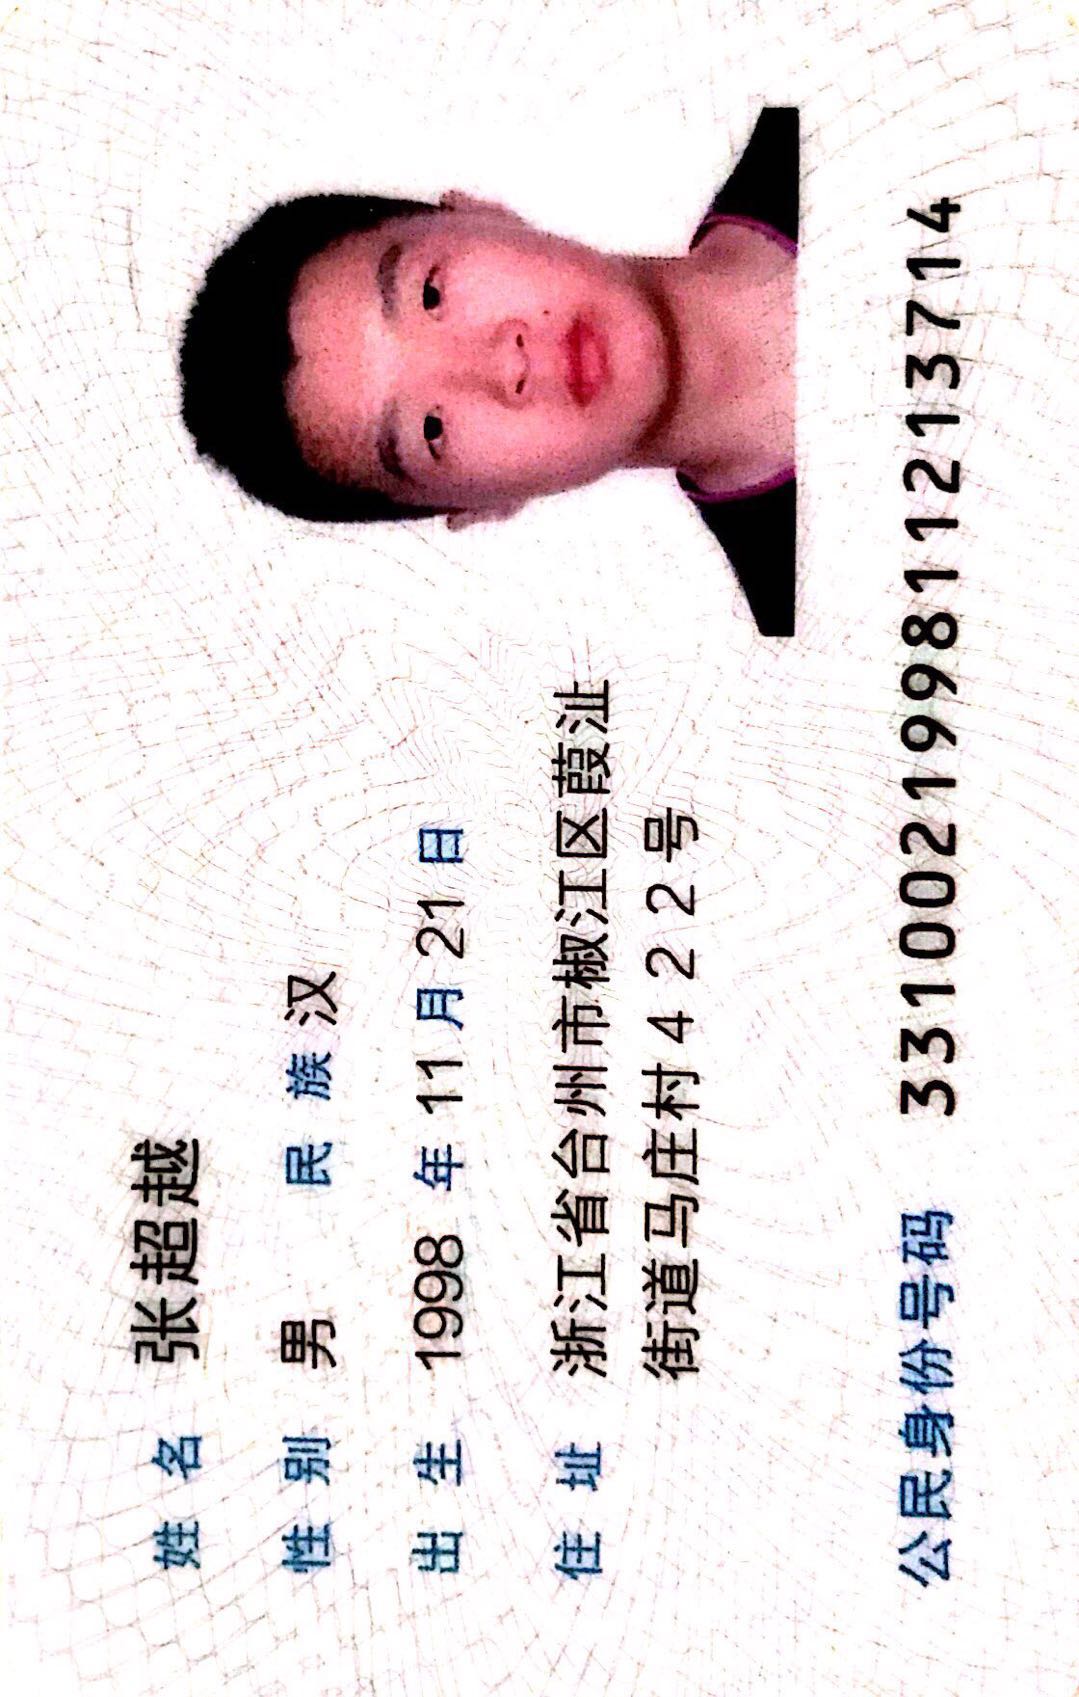 姓名 张超越
性别 男 民族 汉
出生 1998 年 11 月 21 日
住址 浙江省台州市椒江区葭沚
街道马庄村422号
公民身份号码 331002199811213714